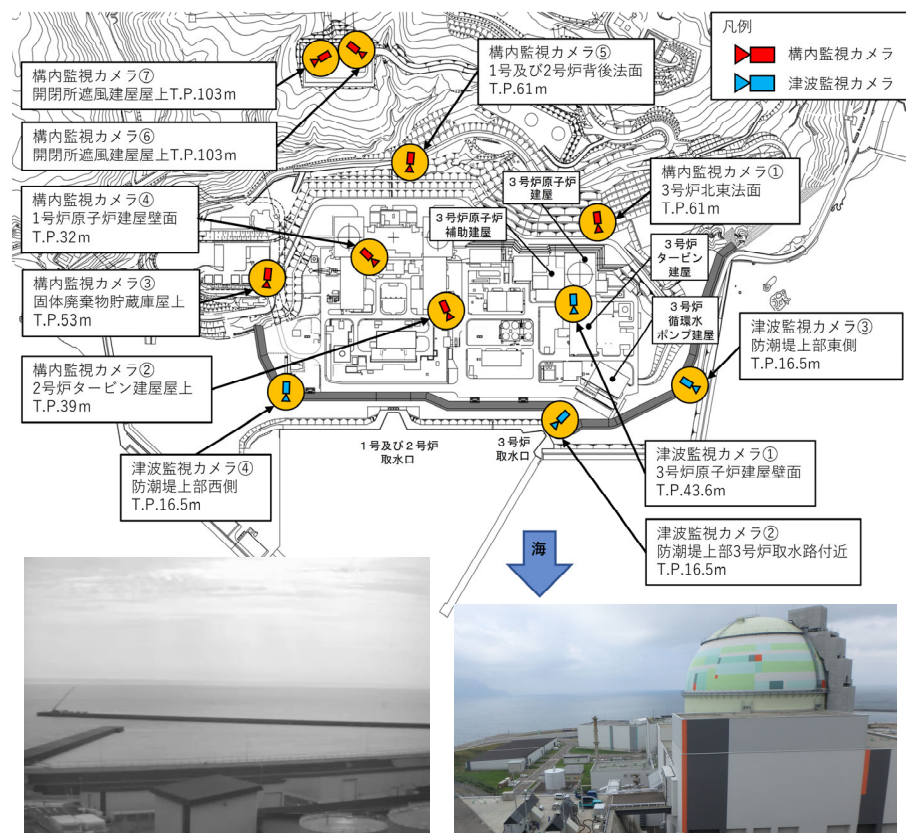 凡例
構内監視カメラ
津波監視カメラ
構内監視カメラ⑦
開閉所遮風建屋屋上T.P.103m
構内監視カメラ⑥
開閉所遮風建屋屋上T.P.103m
構内監視カメラ⑤
1号及び2号炉背後法面
T.P.61m
構内監視カメラ①
3号炉北東法面
T.P.61m
構内監視カメラ④
1号炉原子炉建屋壁面
T.P.32m
3号炉原子炉
建屋
3号炉原子炉
補助建屋
3号炉
タービン
建屋
構内監視カメラ③
固体廃棄物貯蔵庫屋上
T.P.53m
3号炉
循環水
ポンプ建屋
津波監視カメラ③
防潮堤上部東側
T.P.16.5m
構内監視カメラ②
2号炉タービン建屋屋上
T.P.39m
1号及び2号炉
取水口
3号炉
取水口
津波監視カメラ④
防潮堤上部西側
T.P.16.5m
津波監視カメラ①
3号炉原子炉建屋壁面
T.P.43.6m
津波監視カメラ②
防潮堤上部3号炉取水路付近
T.P.16.5m
海